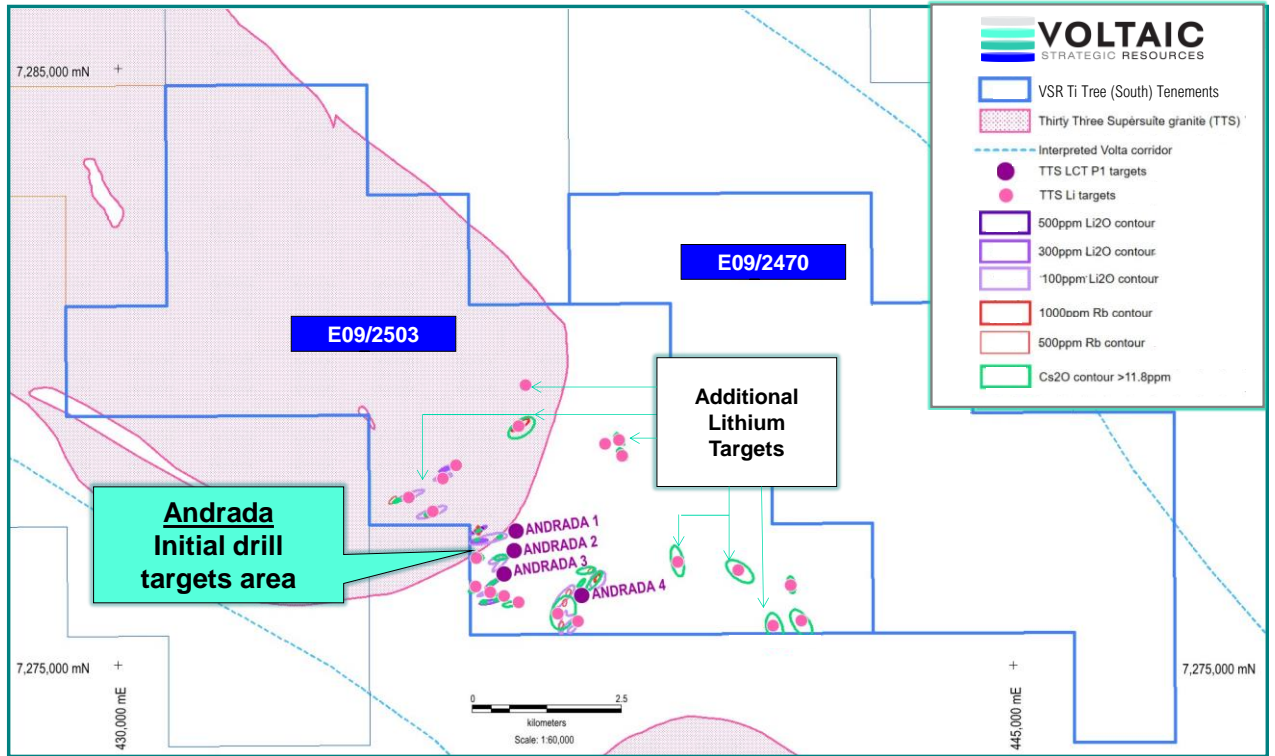 7,285,000 mN
VOLTAIC
STRATEGIC RESOURCES
VSR Ti Tree (South) Tenements
Thirty Three Supersuite granite (TTS)
Interpreted Volta corridor
TTS LCT P1 targets
TTS Li targets
500ppm Li2O contour
300ppm Li2O contour
100ppm Li2O contour
1000ppm Rb contour
500ppm Rb contour
Cs2O contour >11.8ppm
E09/2470
E09/2503
Additional
Lithium
Targets
Andrada
Initial drill
targets area
ANDRADA 1
ANDRADA 2
ANDRADA 3
ANDRADA 4
7,275,000 mN
7,275,000 mN
430,000 mE
445,000 mE
0
2.5
kilometers
Scale: 1:60,000